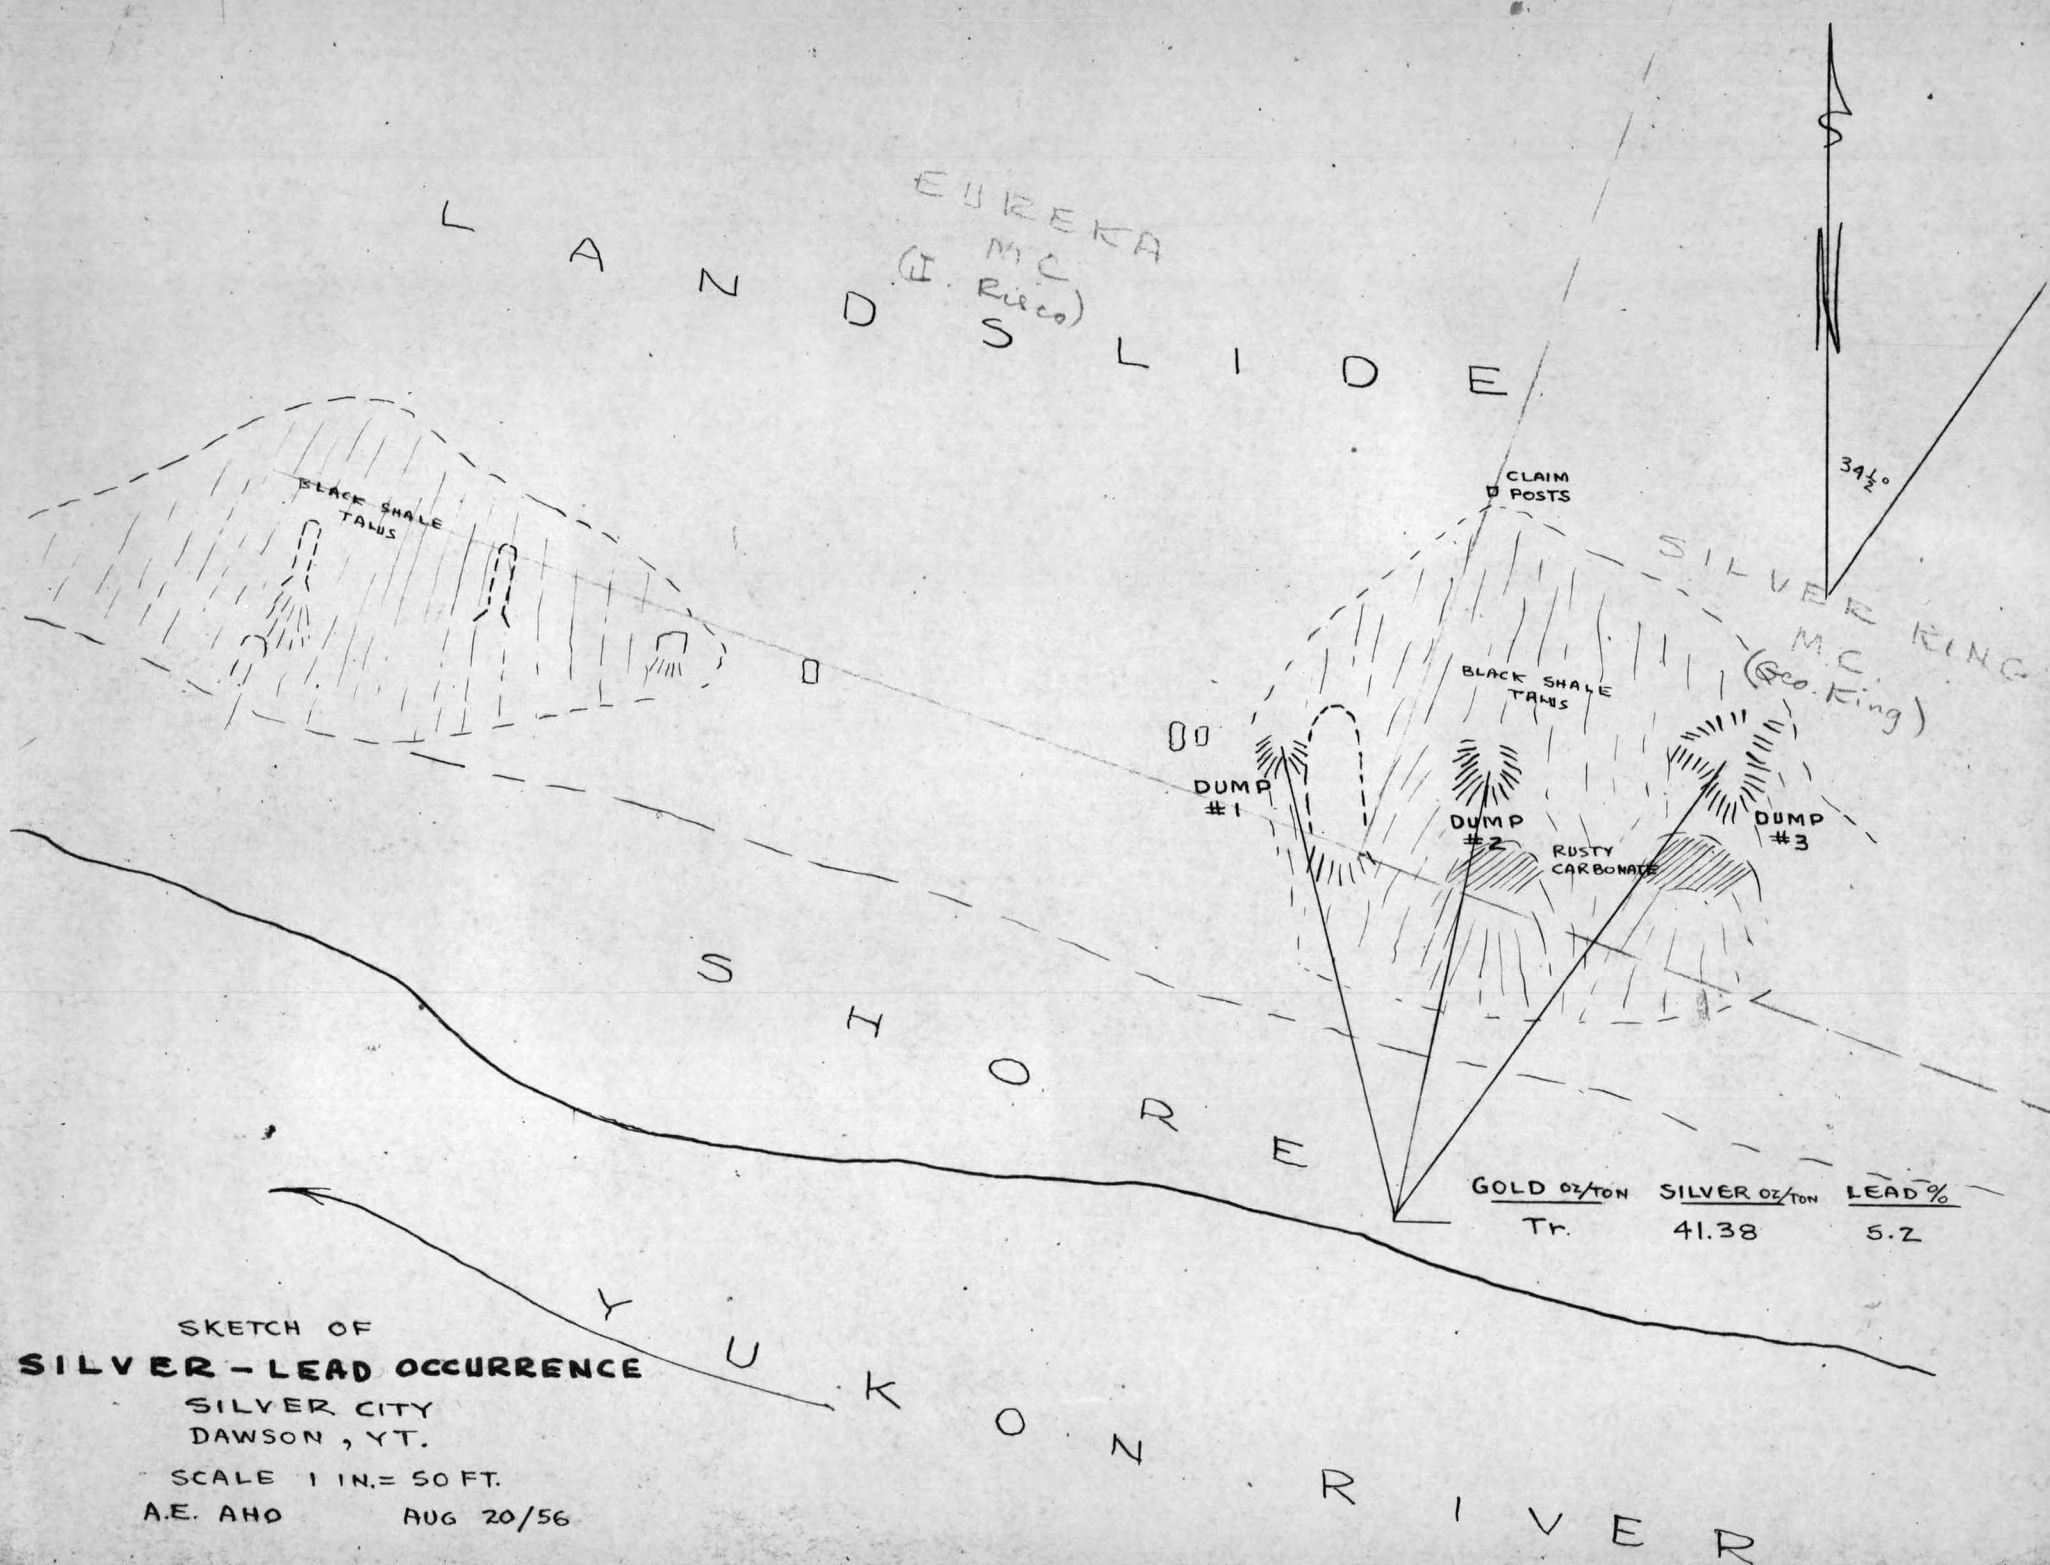 EUREKA
M C
LANDSLIDE
S
N
34½°
CLAIM
POSTS
BLACK SHALE
TALUS
SILVER KING
M.C.
(Geo. King)
BLACK SHALE
TALUS
DUMP
#1
DUMP
#2
DUMP
#3
RUSTY
CARBONATE
SHORE
GOLD OZ/TON SILVER OZ/TON LEAD %
Tr. 41.38 5.2
YUKON RIVER
SKETCH OF
SILVER - LEAD OCCURRENCE
SILVER CITY
DAWSON, YT.
SCALE 1 IN. = 50 FT.
A.E. AHO AUG 20/56